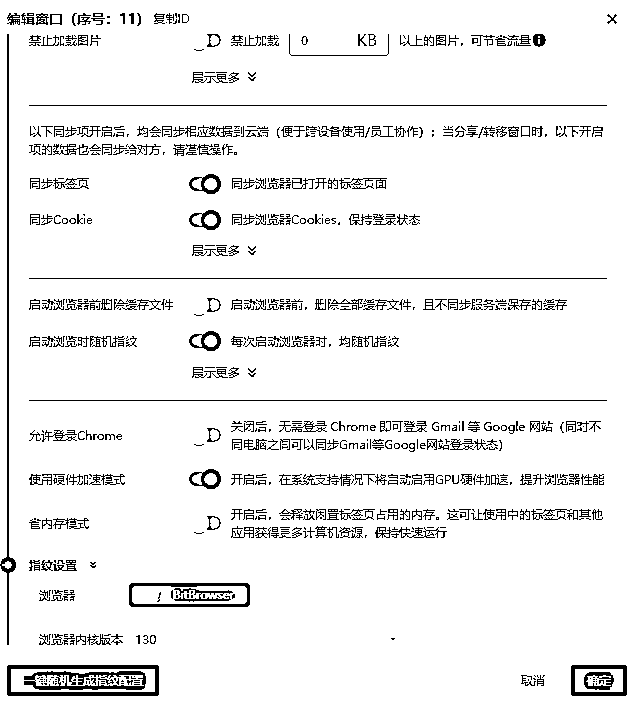 编辑窗口（序号：11） 复制ID
禁止加载图片 禁止加载 0 KB 以上的图片，可节省流量
展示更多
以下同步项开启后，均会同步相应数据到云端（便于跨设备使用/员工协作）；当分享/转移窗口时，以下开启
项的数据也会同步给对方，请谨慎操作。
同步标签页 同步浏览器已打开的标签页面
同步Cookie 同步浏览器Cookies，保持登录状态
展示更多
启动浏览器前删除缓存文件 启动浏览器前，删除全部缓存文件，且不同步服务端保存的缓存
启动浏览时随机指纹 每次启动浏览器时，均随机指纹
展示更多
允许登录Chrome 关闭后，无需登录 Chrome 即可登录 Gmail 等 Google 网站（同时不
同电脑之间可以同步Gmail等Google网站登录状态）
使用硬件加速模式 开启后，在系统支持情况下将启动启用GPU硬件加速，提升浏览器性能
省内存模式 开启后，会释放闲置标签页占用的内存。这可让使用中的标签页和其他
应用获得更多计算机资源，保持快速运行
指纹设置
浏览器 BitBrowser
浏览器内核版本 130
一键随机生成指纹配置 取消 确定